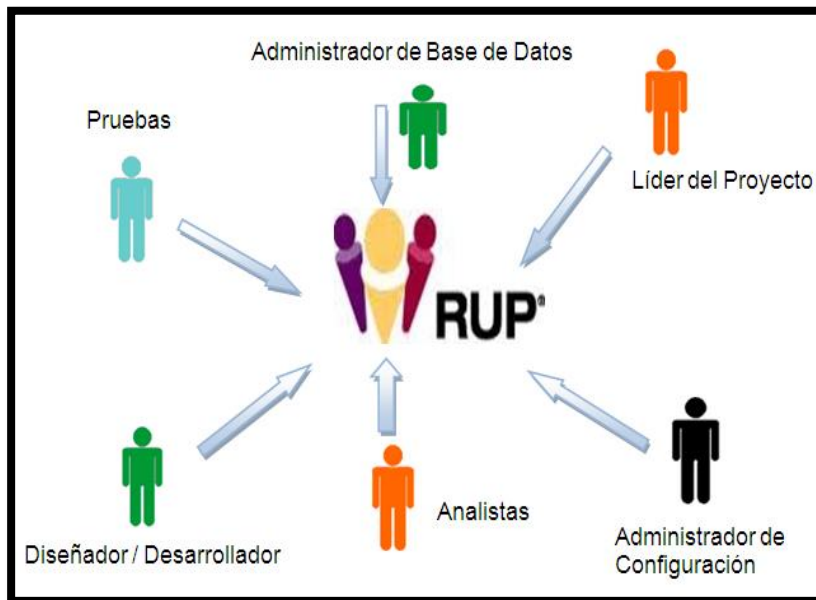 Administrador de Base de Datos
Pruebas
Líder del Proyecto
RUP®
Analistas
Diseñador / Desarrollador
Administrador de
Configuración